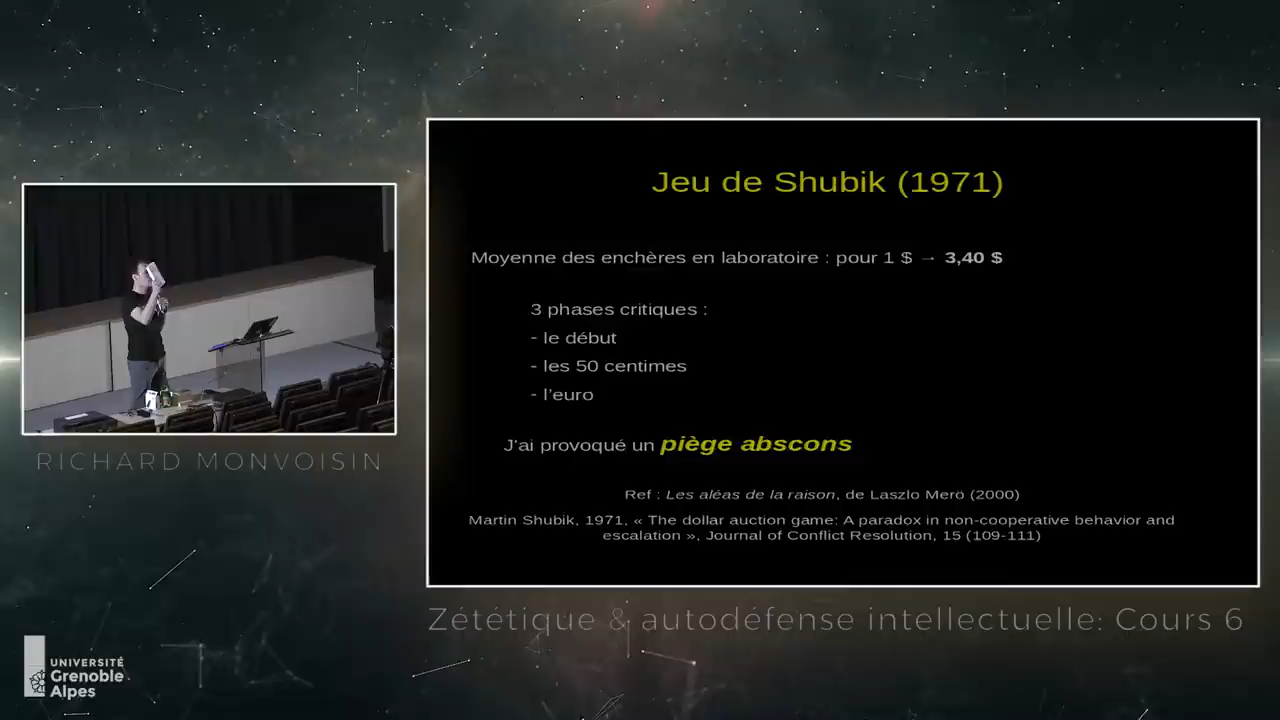 Jeu de Shubik (1971)
Moyenne des enchères en laboratoire : pour 1 $ → 3,40 $
3 phases critiques :
- le début
- les 50 centimes
- l'euro
J'ai provoqué un piège abscons
Ref : Les aléas de la raison, de Laszlo Merö (2000)
Martin Shubik, 1971, « The dollar auction game: A paradox in non-cooperative behavior and
escalation », Journal of Conflict Resolution, 15 (109-111)
RICHARD MONVOISIN
Zététique & autodéfense intellectuelle: Cours 6
UNIVERSITÉ
Grenoble
Alpes